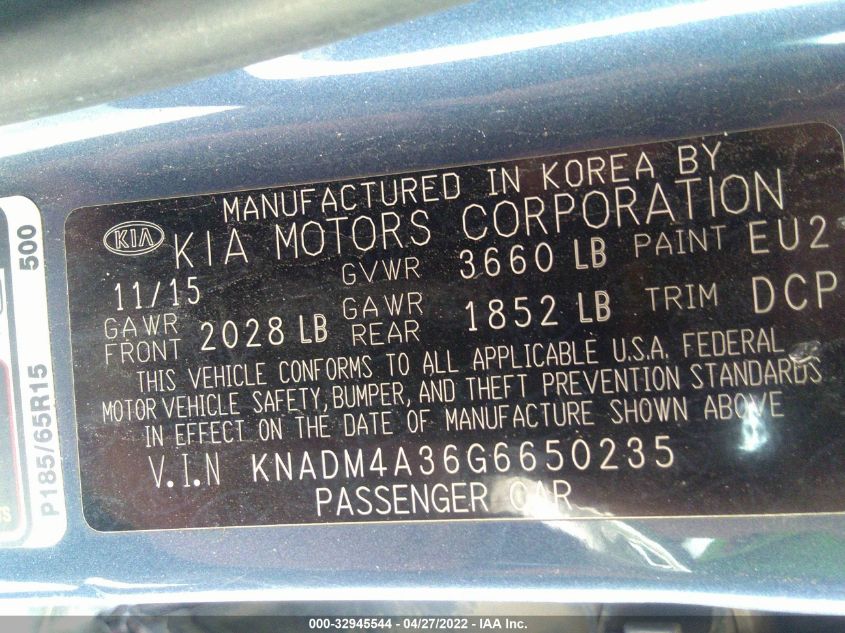 MANUFACTURED IN KOREA BY
KIA KIA MOTORS CORPORATION
11/15 GVWR 3660 LB PAINT EU2
GAWR FRONT 2028 LB GAWR REAR 1852 LB TRIM DCP
THIS VEHICLE CONFORMS TO ALL APPLICABLE U.S.A. FEDERAL
MOTOR VEHICLE SAFETY, BUMPER, AND THEFT PREVENTION STANDARDS
IN EFFECT ON THE DATE OF MANUFACTURE SHOWN ABOVE
V.I.N KNADM4A36G6650235
PASSENGER CAR
500
P185/65R15
000-32945544 - 04/27/2022 - IAA Inc.